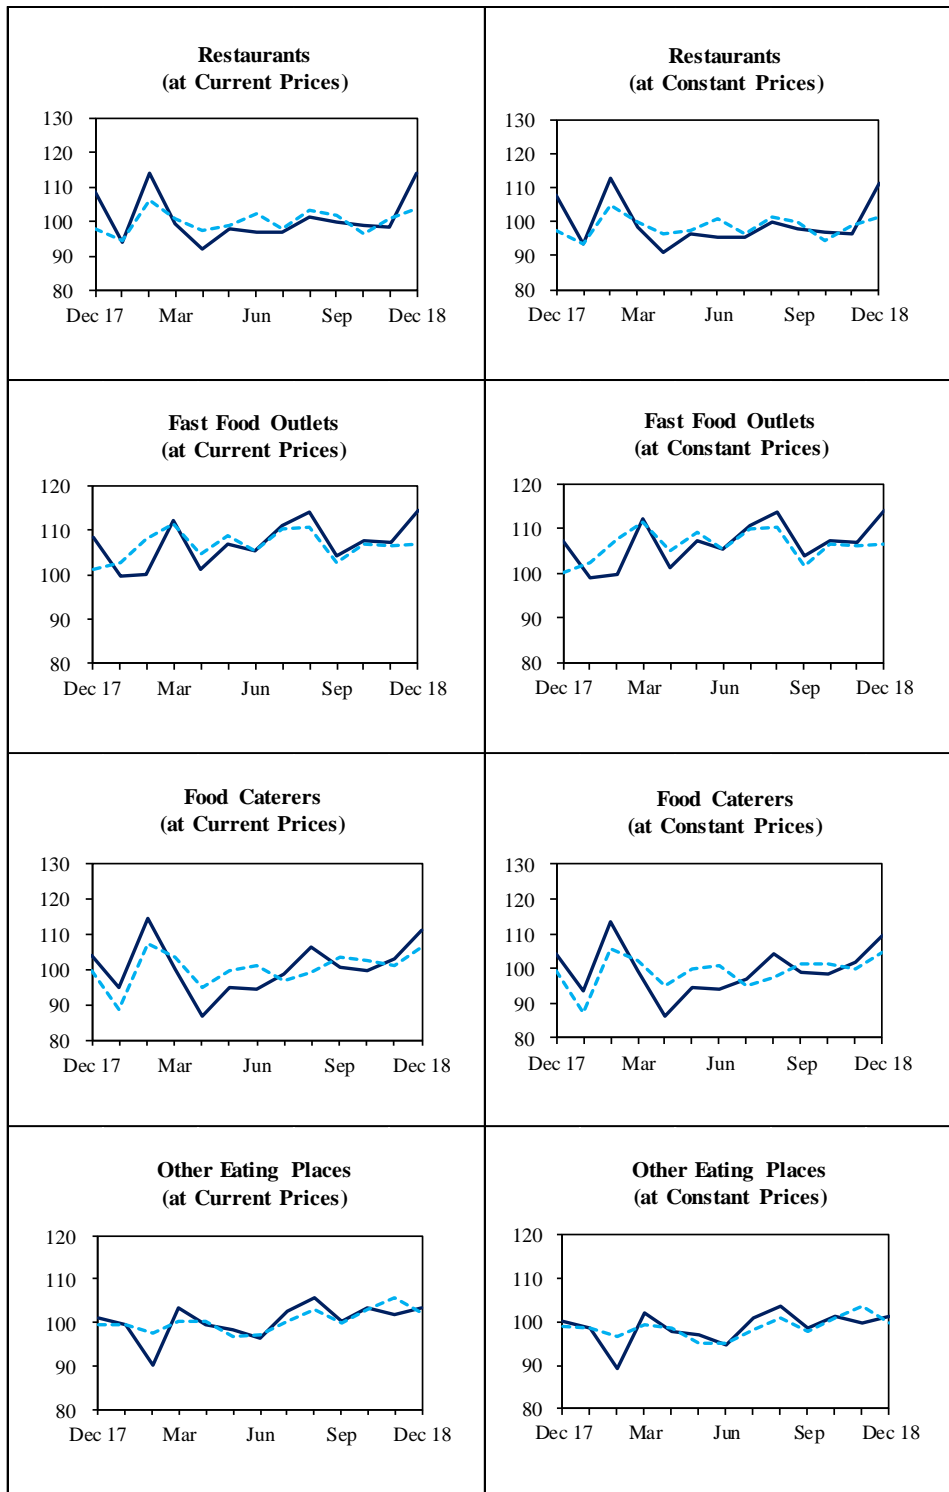 Restaurants
(at Current Prices)
130
120
110
100
90
80
Dec 17 Mar Jun Sep Dec 18
Restaurants
(at Constant Prices)
130
120
110
100
90
80
Dec 17 Mar Jun Sep Dec 18
Fast Food Outlets
(at Current Prices)
120
110
100
90
80
Dec 17 Mar Jun Sep Dec 18
Fast Food Outlets
(at Constant Prices)
120
110
100
90
80
Dec 17 Mar Jun Sep Dec 18
Food Caterers
(at Current Prices)
130
120
110
100
90
80
Dec 17 Mar Jun Sep Dec 18
Food Caterers
(at Constant Prices)
130
120
110
100
90
80
Dec 17 Mar Jun Sep Dec 18
Other Eating Places
(at Current Prices)
120
110
100
90
80
Dec 17 Mar Jun Sep Dec 18
Other Eating Places
(at Constant Prices)
120
110
100
90
80
Dec 17 Mar Jun Sep Dec 18